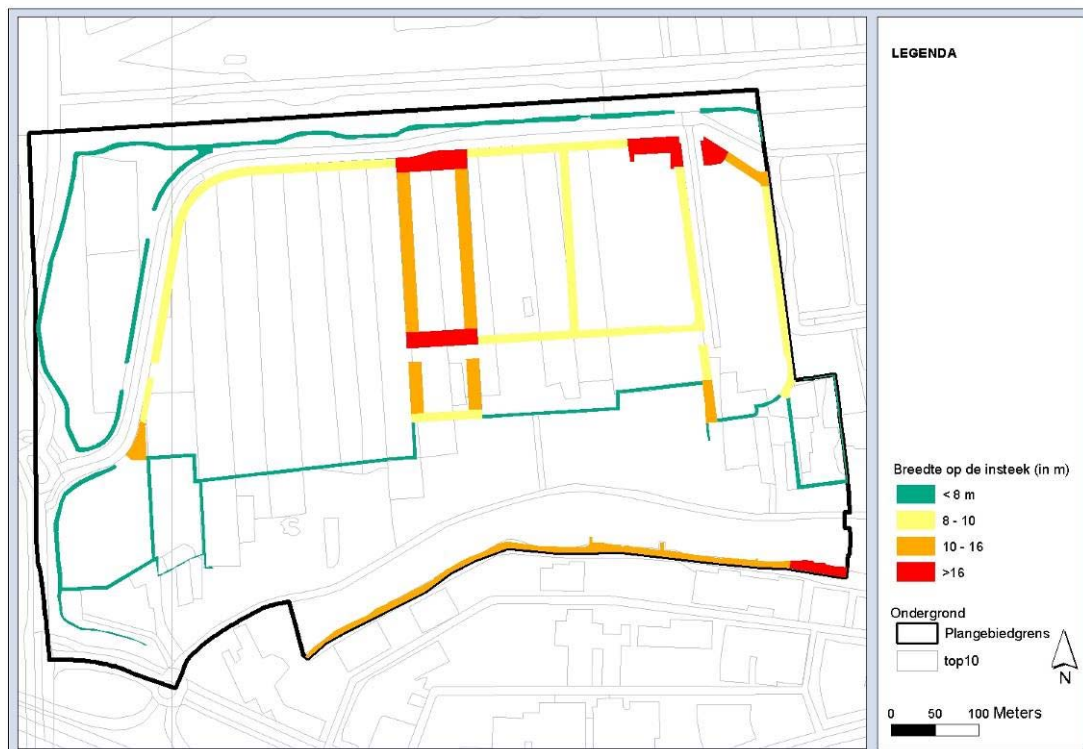 LEGENDA
Breedte op de insteek (in m)
< 8 m
8 - 10
10 - 16
>16
Ondergrond
Plangebiedgrens
top10
N
0 50 100 Meters